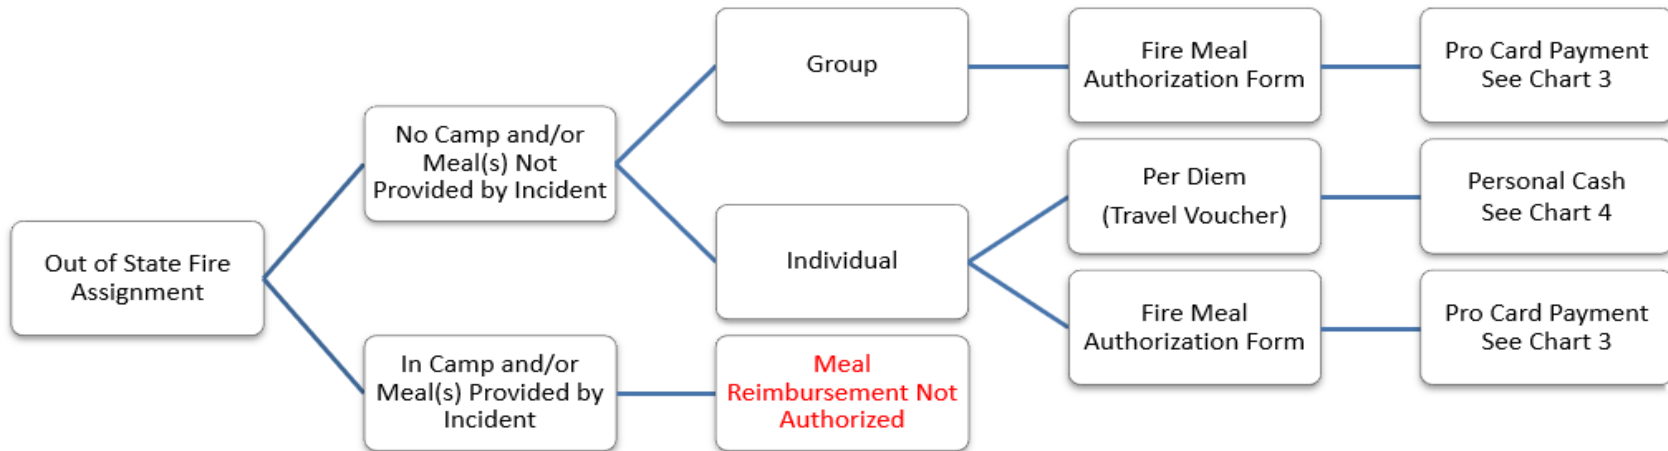 Out of State Fire
Assignment
No Camp and/or
Meal(s) Not
Provided by Incident
In Camp and/or
Meal(s) Provided by
Incident
Group
Individual
Meal
Reimbursement Not
Authorized
Fire Meal
Authorization Form
Per Diem
(Travel Voucher)
Fire Meal
Authorization Form
Pro Card Payment
See Chart 3
Personal Cash
See Chart 4
Pro Card Payment
See Chart 3